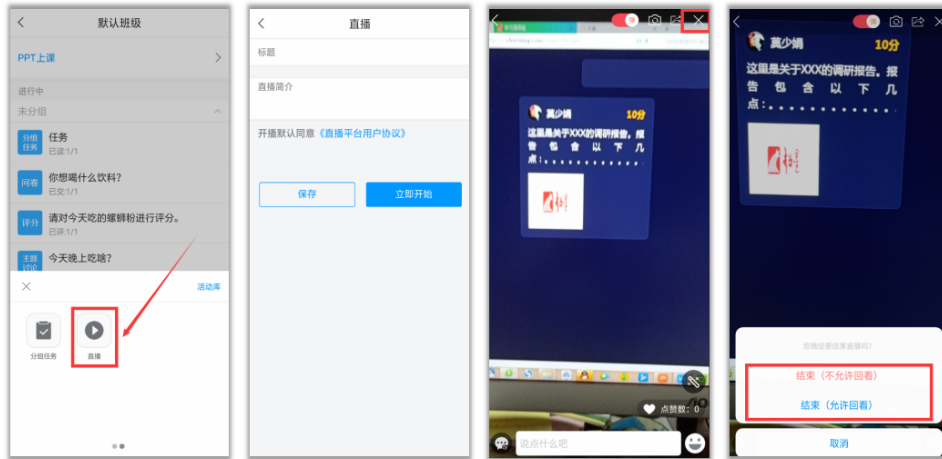 默认班级
PPT上课
进行中
未分组
分组
任务
任务
已读:1/1
问卷
你想喝什么饮料?
已交:1/1
评分
请对今天吃的螺蛳粉进行评分。
已评:1/1
主题
讨论
今天晚上吃啥?
活动库
分组任务
直播
直播
标题
直播简介
开播默认同意《直播平台用户协议》
保存
立即开始
莫少娟
10分
这里是关于XXX的调研报告。报
告包含以下几
点:. . . . . . . . . . . .
点赞数: 0
说点什么吧
莫少娟
10分
这里是关于XXX的调研报告。报
告包含以下几
点:. . . . . . . . . . . .
您确定要结束直播吗?
结束(不允许回看)
结束(允许回看)
取消